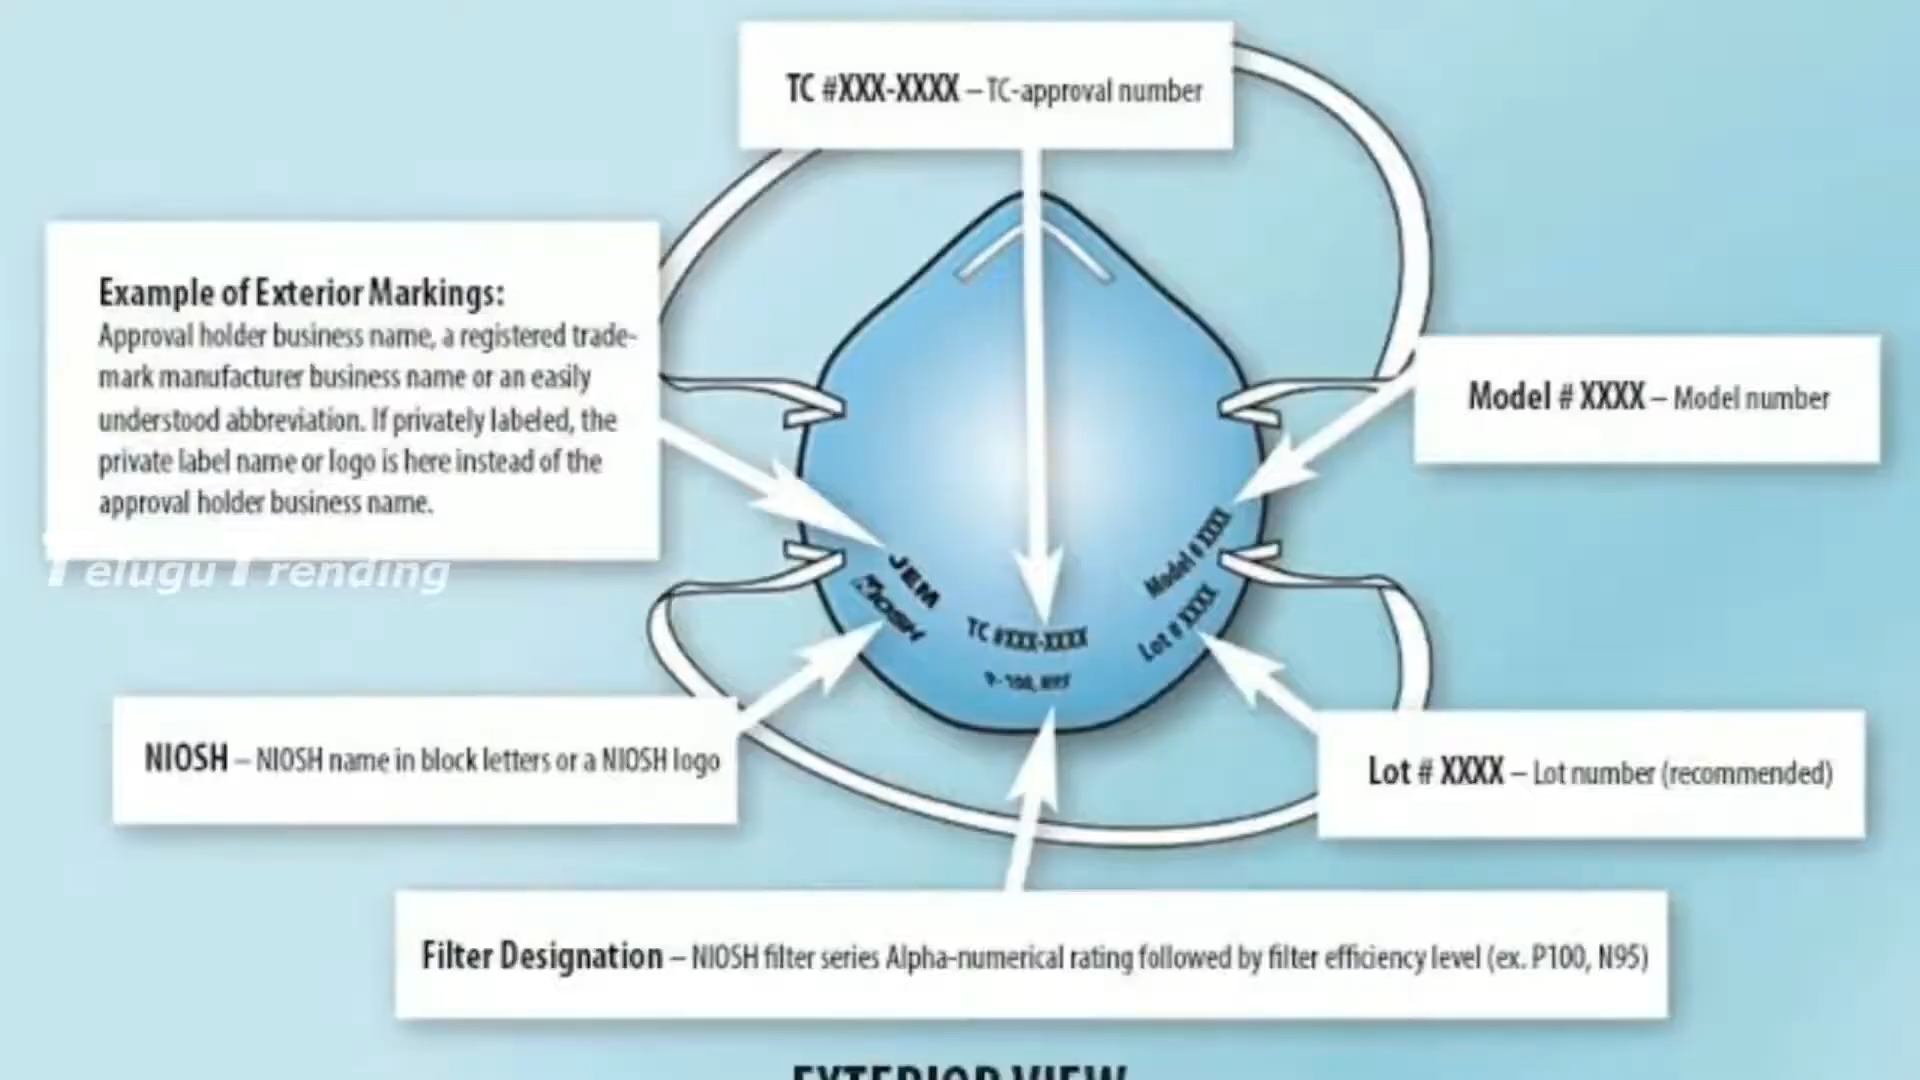 TC #XXX-XXXX – TC-approval number
Example of Exterior Markings:
Approval holder business name, a registered trade-
mark manufacturer business name or an easily
understood abbreviation. If privately labeled, the
private label name or logo is here instead of the
approval holder business name.
Model # XXXX – Model number
Telugu Trending
JEM
NIOSH
TC #XXX-XXXX
P-100, N95
Model # XXXX
Lot # XXXX
NIOSH – NIOSH name in block letters or a NIOSH logo
Lot # XXXX – Lot number (recommended)
Filter Designation – NIOSH filter series Alpha-numerical rating followed by filter efficiency level (ex. P100, N95)
EXTERIOR VIEW